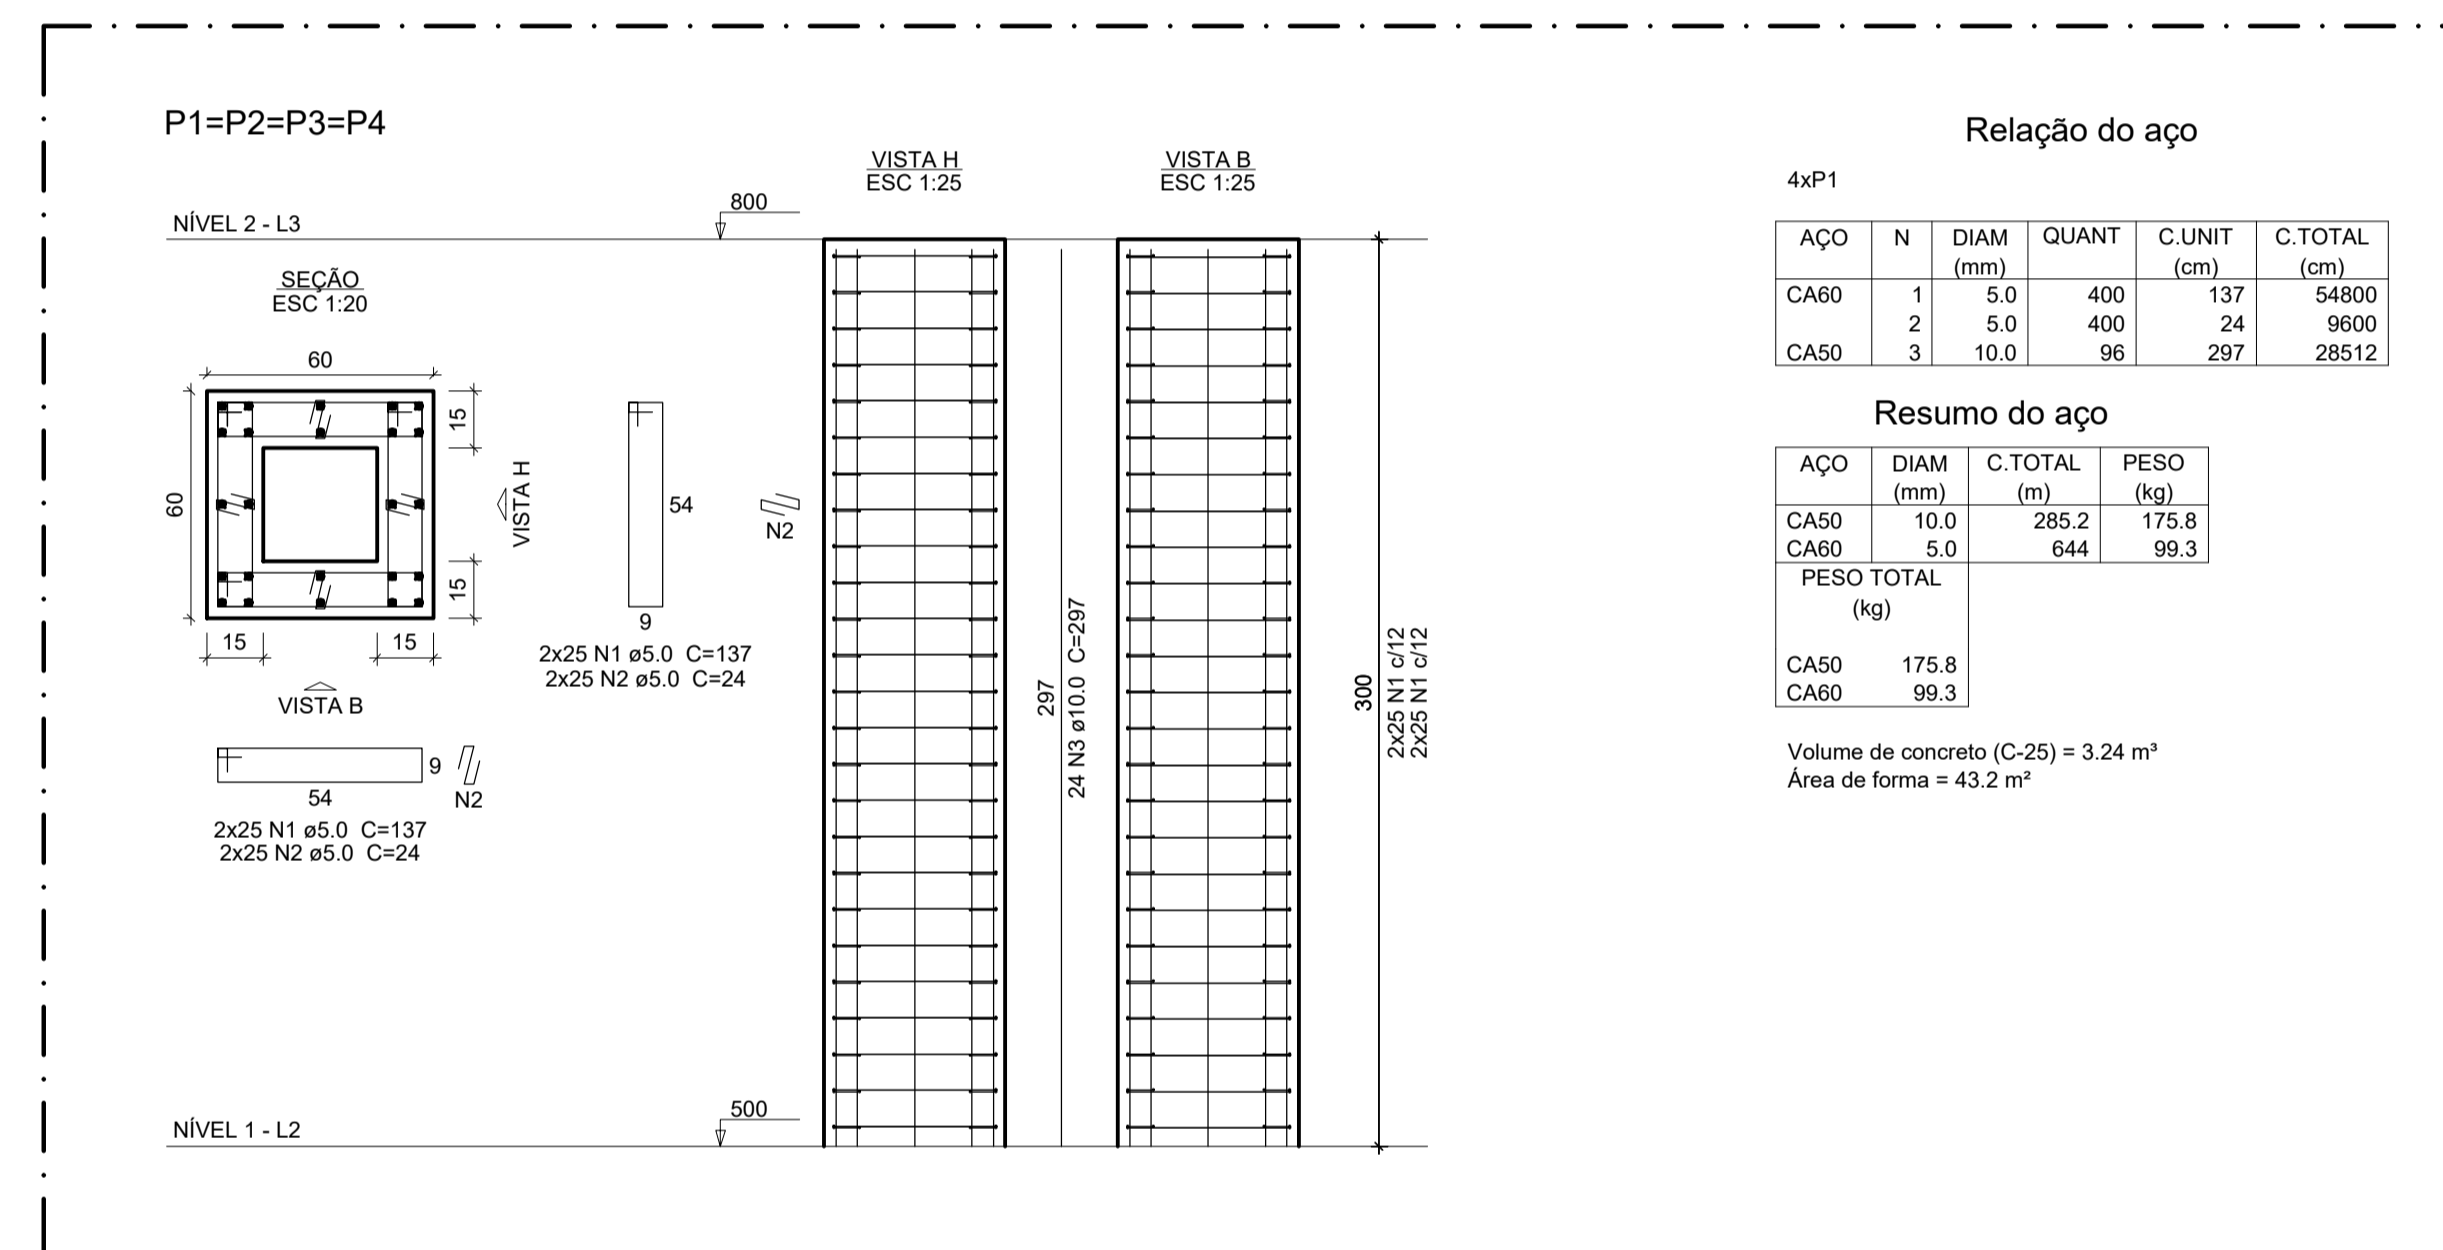 P1=P2=P3=P4
NÍVEL 2 - L3
800
SEÇÃO
ESC 1:20
60
60
15
15
15
15
VISTA H
VISTA B
54
9
2x25 N1 ø5.0 C=137
2x25 N2 ø5.0 C=24
N2
9
54
N2
2x25 N1 ø5.0 C=137
2x25 N2 ø5.0 C=24
NÍVEL 1 - L2
500
VISTA H
ESC 1:25
297
24 N3 ø10.0 C=297
VISTA B
ESC 1:25
300
2x25 N1 c/12
2x25 N1 c/12
Relação do aço
4xP1
AÇO N DIAM QUANT C.UNIT C.TOTAL
(mm) (cm) (cm)
CA60 1 5.0 400 137 54800
2 5.0 400 24 9600
CA50 3 10.0 96 297 28512
Resumo do aço
AÇO DIAM C.TOTAL PESO
(mm) (m) (kg)
CA50 10.0 285.2 175.8
CA60 5.0 644 99.3
PESO TOTAL
(kg)
CA50 175.8
CA60 99.3
Volume de concreto (C-25) = 3.24 m³
Área de forma = 43.2 m²